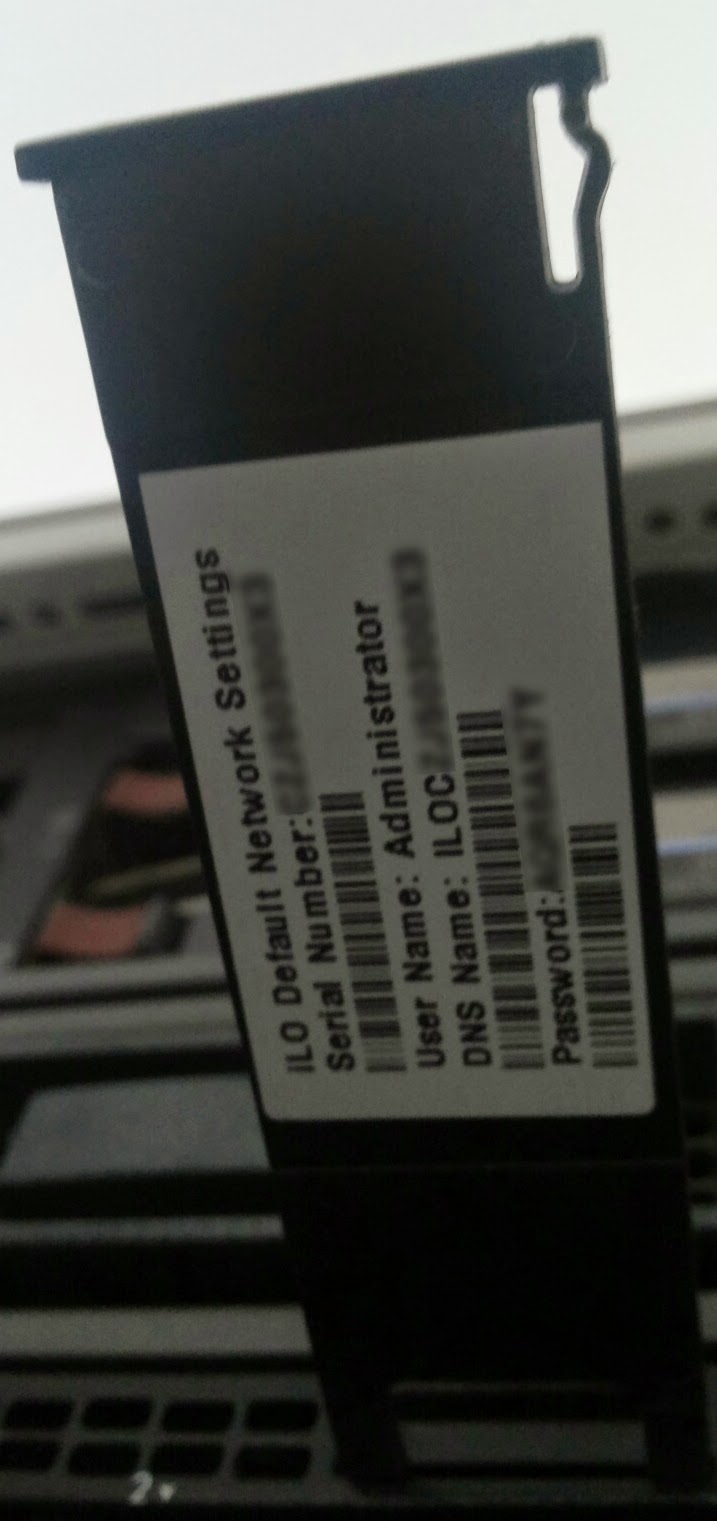 iLO Default Network Settings
Serial Number:
User Name: Administrator
DNS Name: ILOC
Password: